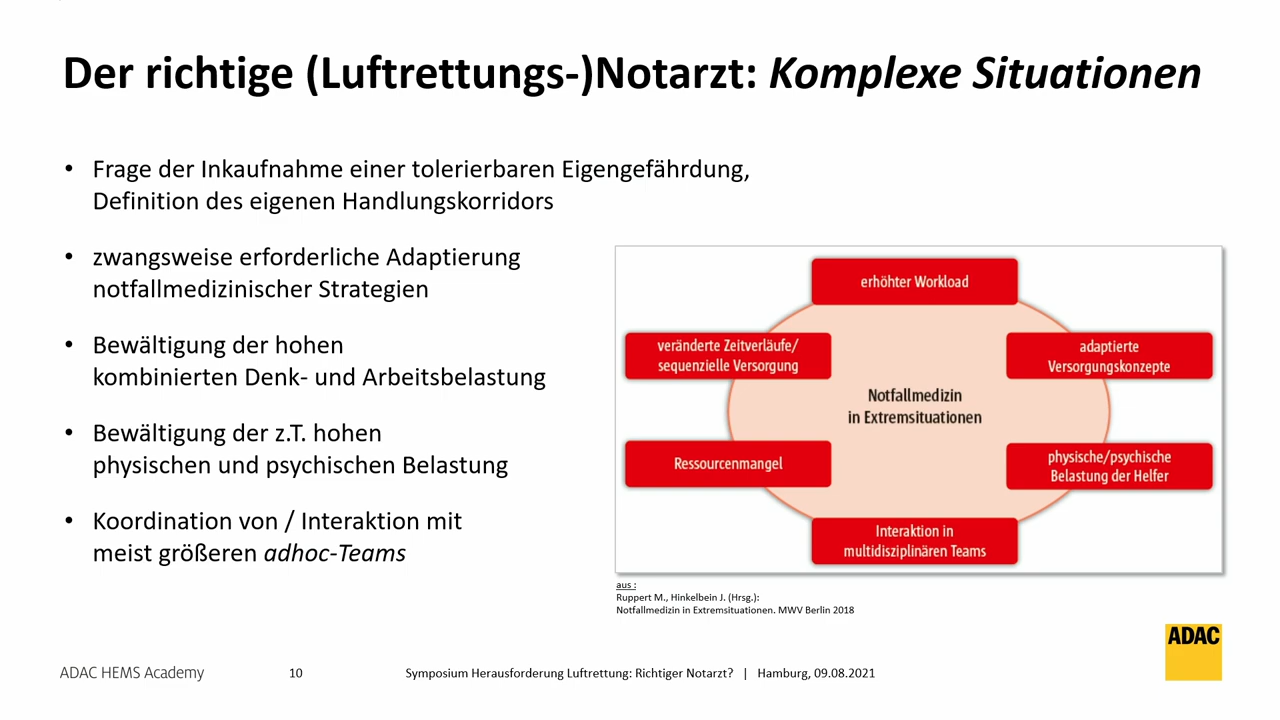 Der richtige (Luftrettungs-)Notarzt: Komplexe Situationen
• Frage der Inkaufnahme einer tolerierbaren Eigengefährdung,
Definition des eigenen Handlungskorridors
• zwangsweise erforderliche Adaptierung
notfallmedizinischer Strategien
• Bewältigung der hohen
kombinierten Denk- und Arbeitsbelastung
• Bewältigung der z.T. hohen
physischen und psychischen Belastung
• Koordination von / Interaktion mit
meist größeren adhoc-Teams
erhöhter Workload
veränderte Zeitverläufe/
sequenzielle Versorgung
adaptierte
Versorgungskonzepte
Notfallmedizin
in Extremsituationen
Ressourcenmangel
physische/psychische
Belastung der Helfer
Interaktion in
multidisziplinären Teams
aus :
Ruppert M., Hinkelbein J. (Hrsg.):
Notfallmedizin in Extremsituationen. MWV Berlin 2018
ADAC
ADAC HEMS Academy
10
Symposium Herausforderung Luftrettung: Richtiger Notarzt? | Hamburg, 09.08.2021